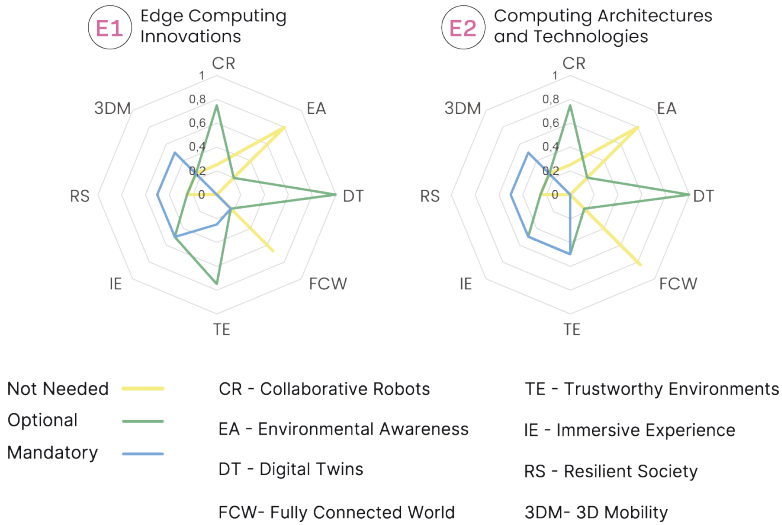 E1 Edge Computing
Innovations
E2 Computing Architectures
and Technologies
CR
1
3DM
0,8
EA
0,6
0,4
0,2
RS
0
DT
IE
FCW
TE
CR
1
3DM
0,8
EA
0,6
0,4
0,2
RS
0
DT
IE
FCW
TE
Not Needed
Optional
Mandatory
CR - Collaborative Robots
EA - Environmental Awareness
DT - Digital Twins
FCW- Fully Connected World
TE - Trustworthy Environments
IE - Immersive Experience
RS - Resilient Society
3DM- 3D Mobility